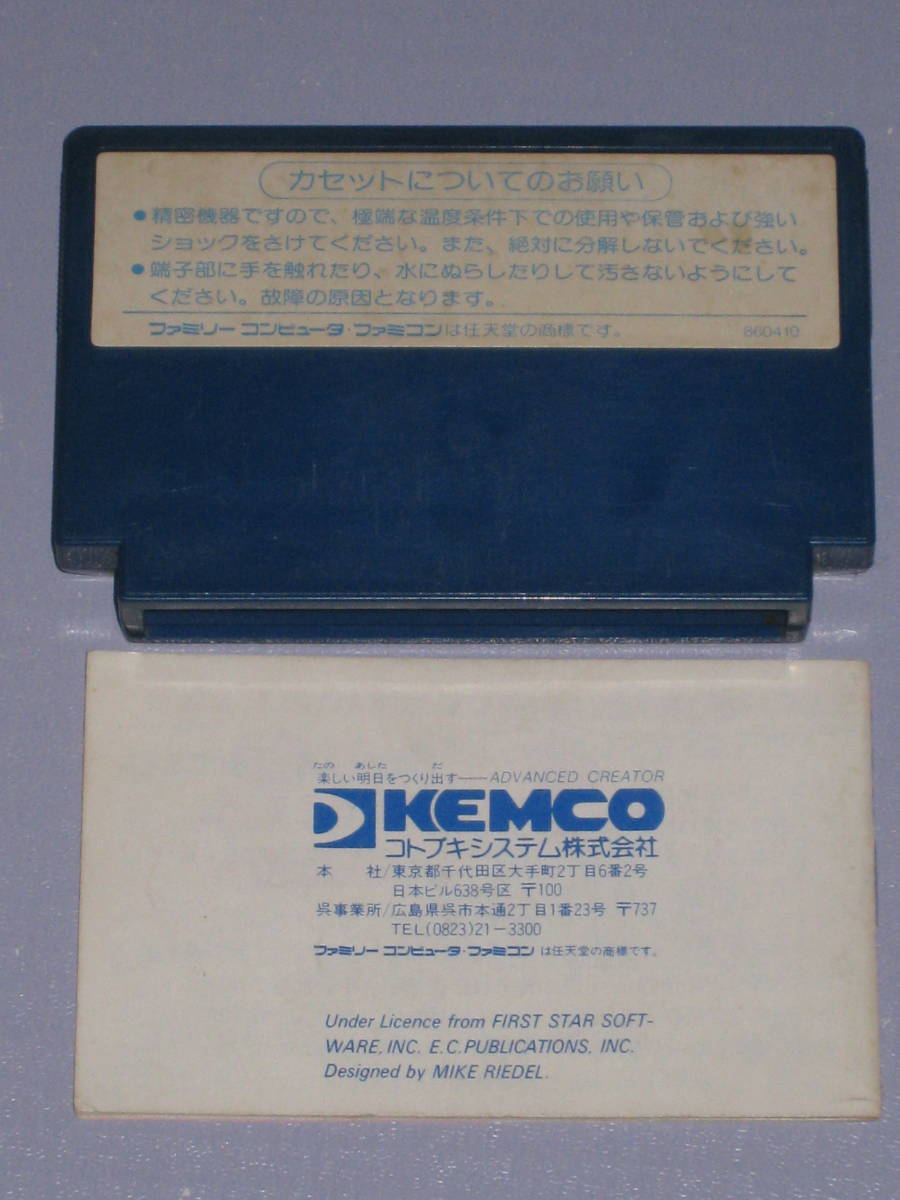 カセットについてのお願い
●精密機器ですので、極端な温度条件下での使用や保管および強い
ショックをさけてください。また、絶対に分解しないでください。
●端子部に手を触れたり、水にぬらしたりして汚さないようにして
ください。故障の原因となります。
ファミリー コンピュータ・ファミコンは任天堂の商標です。 860410
たの あした だ
楽しい明日をつくり出す——ADVANCED CREATOR
KEMCO
コトブキシステム株式会社
本 社/東京都千代田区大手町2丁目6番2号
日本ビル638号区 〒100
呉事業所/広島県呉市本通2丁目1番23号 〒737
TEL(0823)21-3300
ファミリー コンピュータ・ファミコン は任天堂の商標です。
Under Licence from FIRST STAR SOFT-
WARE, INC. E.C.PUBLICATIONS, INC.
Designed by MIKE RIEDEL.